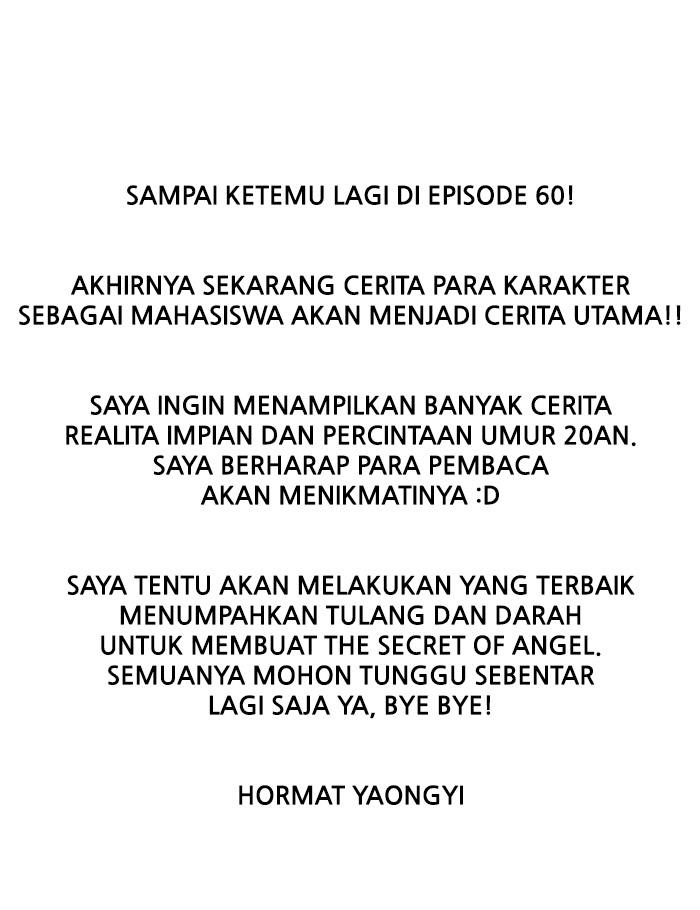 SAMPAI KETEMU LAGI DI EPISODE 60!
AKHIRNYA SEKARANG CERITA PARA KARAKTER
SEBAGAI MAHASISWA AKAN MENJADI CERITA UTAMA!!
SAYA INGIN MENAMPILKAN BANYAK CERITA
REALITA IMPIAN DAN PERCINTAAN UMUR 20AN.
SAYA BERHARAP PARA PEMBACA
AKAN MENIKMATINYA :D
SAYA TENTU AKAN MELAKUKAN YANG TERBAIK
MENUMPAHKAN TULANG DAN DARAH
UNTUK MEMBUAT THE SECRET OF ANGEL.
SEMUANYA MOHON TUNGGU SEBENTAR
LAGI SAJA YA, BYE BYE!
HORMAT YAONGYI